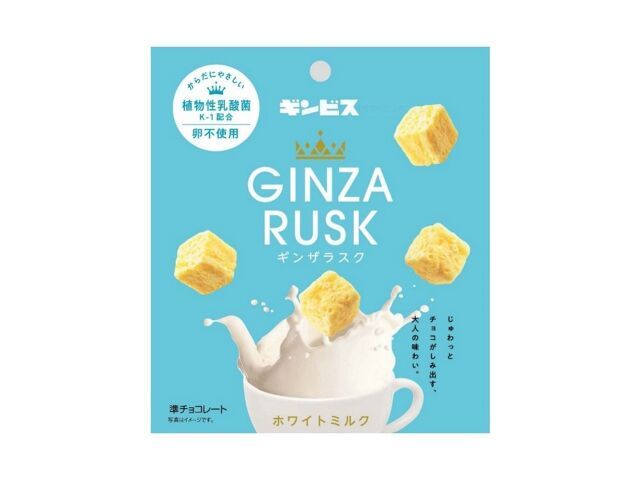 からだにやさしい
植物性乳酸菌
K-1配合
卵不使用
ギンビス
GINZA
RUSK
ギンザラスク
じゅわっと
チョコがしみ出す、
大人の味わい。
ホワイトミルク
準チョコレート
写真はイメージです。